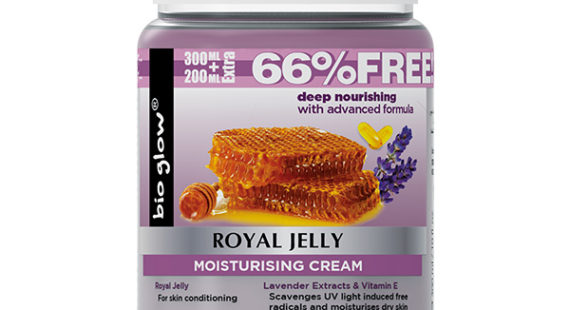 300ML
+
200ML
Extra
66%FREE
deep nourishing
with advanced formula
bio glow®
ROYAL JELLY
MOISTURISING CREAM
Royal Jelly
For skin conditioning
Lavender Extracts & Vitamin E
Scavenges UV light induced free
radicals and moisturises dry skin